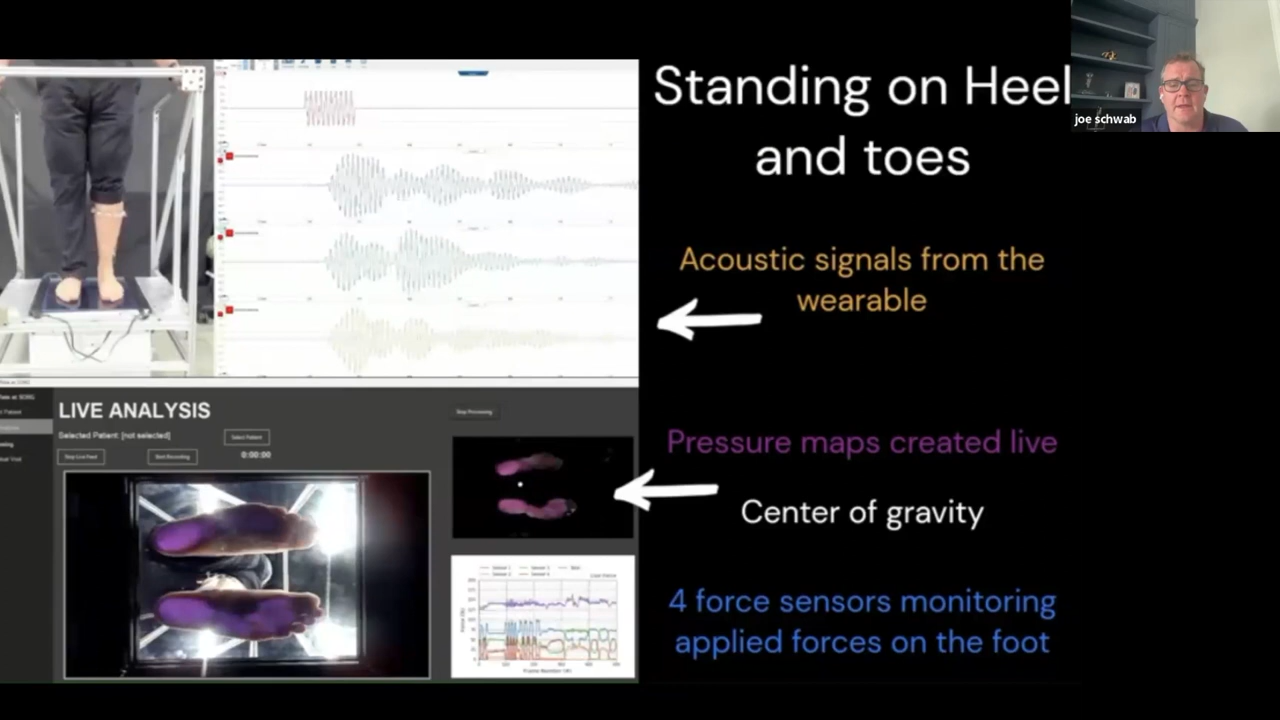 Standing on Heel
and toes
joe schwab
Acoustic signals from the
wearable
LIVE ANALYSIS
Selected Patient: [not selected]
Select Patient
Stop Processing
Stop Live Feed
Start Recording
0:00:00
Pressure maps created live
Center of gravity
4 force sensors monitoring
applied forces on the foot